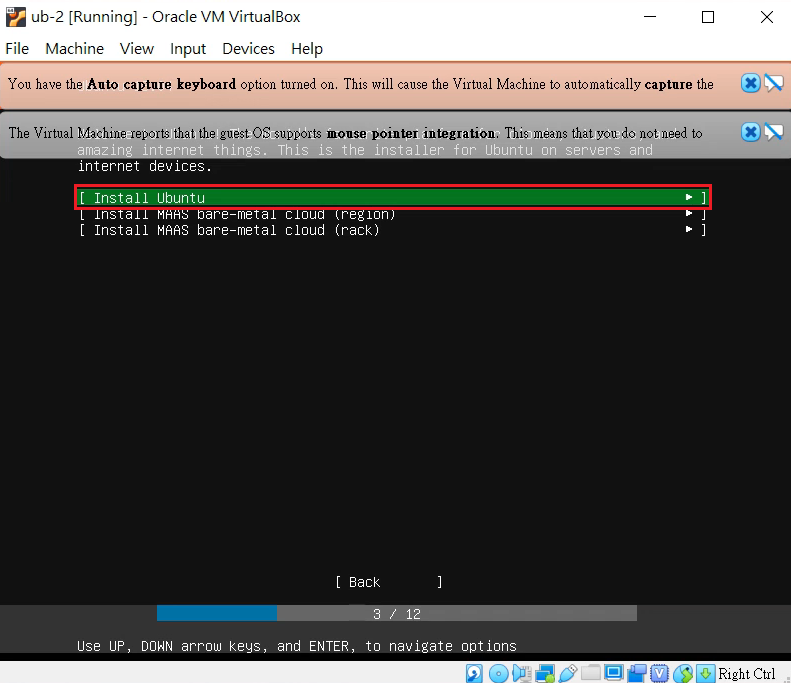 ub-2 [Running] - Oracle VM VirtualBox
File Machine View Input Devices Help
You have the Auto capture keyboard option turned on. This will cause the Virtual Machine to automatically capture the
The Virtual Machine reports that the guest OS supports mouse pointer integration. This means that you do not need to
amazing internet things. This is the installer for Ubuntu on servers and
internet devices.
[ Install Ubuntu ▸ ]
[ Install MAAS bare-metal cloud (region) ▸ ]
[ Install MAAS bare-metal cloud (rack) ▸ ]
[ Back ]
3 / 12
Use UP, DOWN arrow keys, and ENTER, to navigate options
Right Ctrl